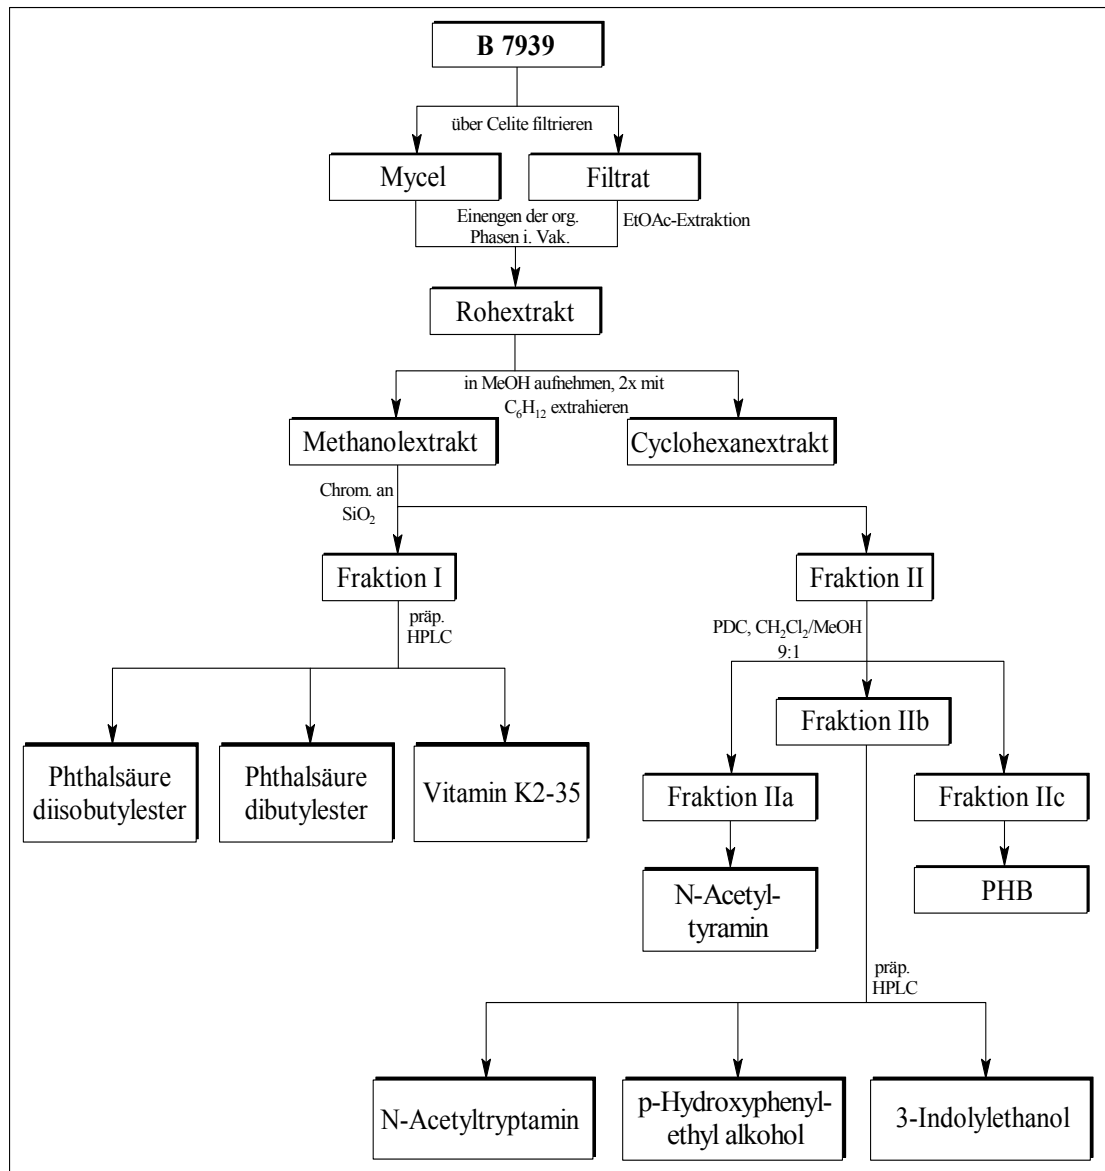 B 7939
über Celite filtrieren
Mycel
Filtrat
Einengen der org.
Phasen i. Vak.
EtOAc-Extraktion
Rohextrakt
in MeOH aufnehmen, 2x mit
C₆H₁₂ extrahieren
Methanolextrakt
Cyclohexanextrakt
Chrom. an
SiO₂
Fraktion I
Fraktion II
präp.
HPLC
PDC, CH₂Cl₂/MeOH
9:1
Fraktion IIb
Phthalsäure
diisobutylester
Phthalsäure
dibutylester
Vitamin K2-35
Fraktion IIa
Fraktion IIc
N-Acetyl-
tyramin
PHB
präp.
HPLC
N-Acetyltryptamin
p-Hydroxyphenyl-
ethyl alkohol
3-Indolylethanol